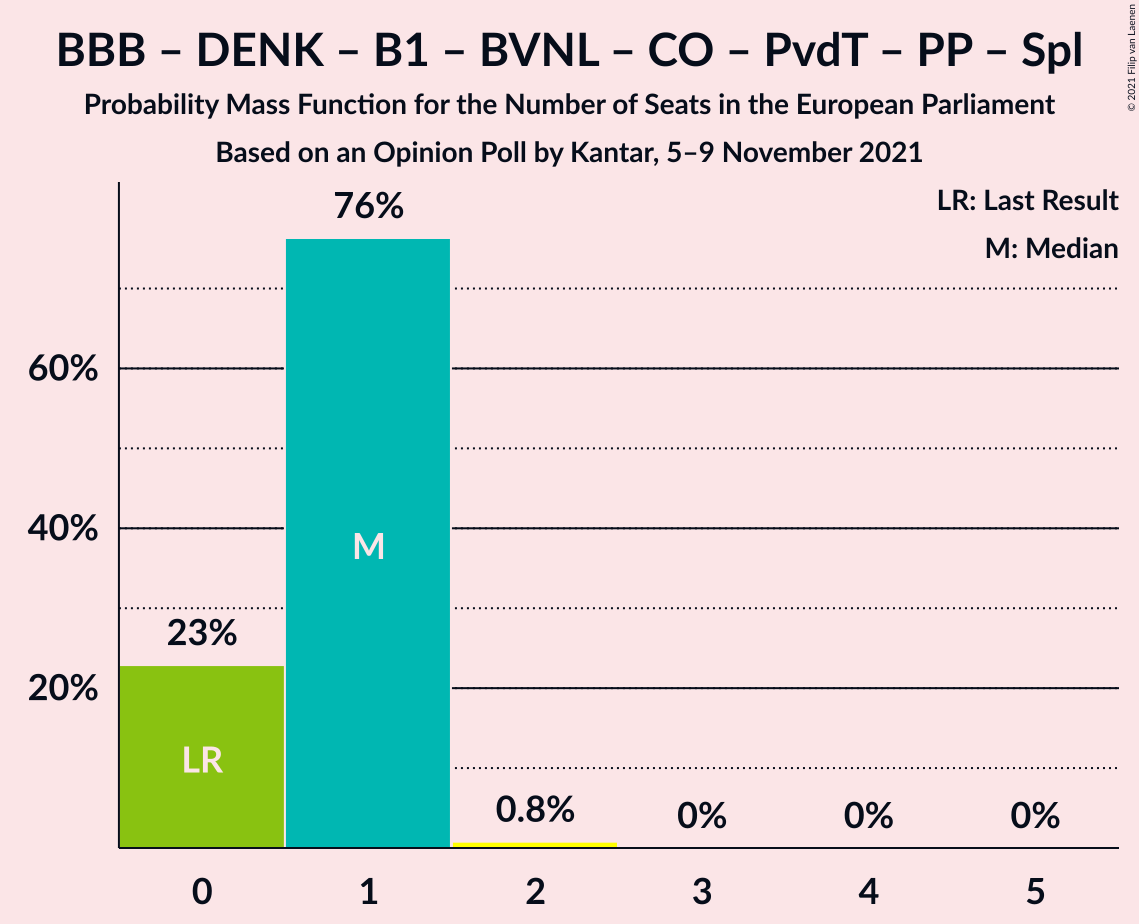 BBB – DENK – B1 – BVNL – CO – PvdT – PP – Spl
Probability Mass Function for the Number of Seats in the European Parliament
Based on an Opinion Poll by Kantar, 5–9 November 2021
© 2021 Filip van Laenen
LR: Last Result
M: Median
76%
60%
40%
M
23%
20%
LR
0.8%
0%
0%
0%
0
1
2
3
4
5